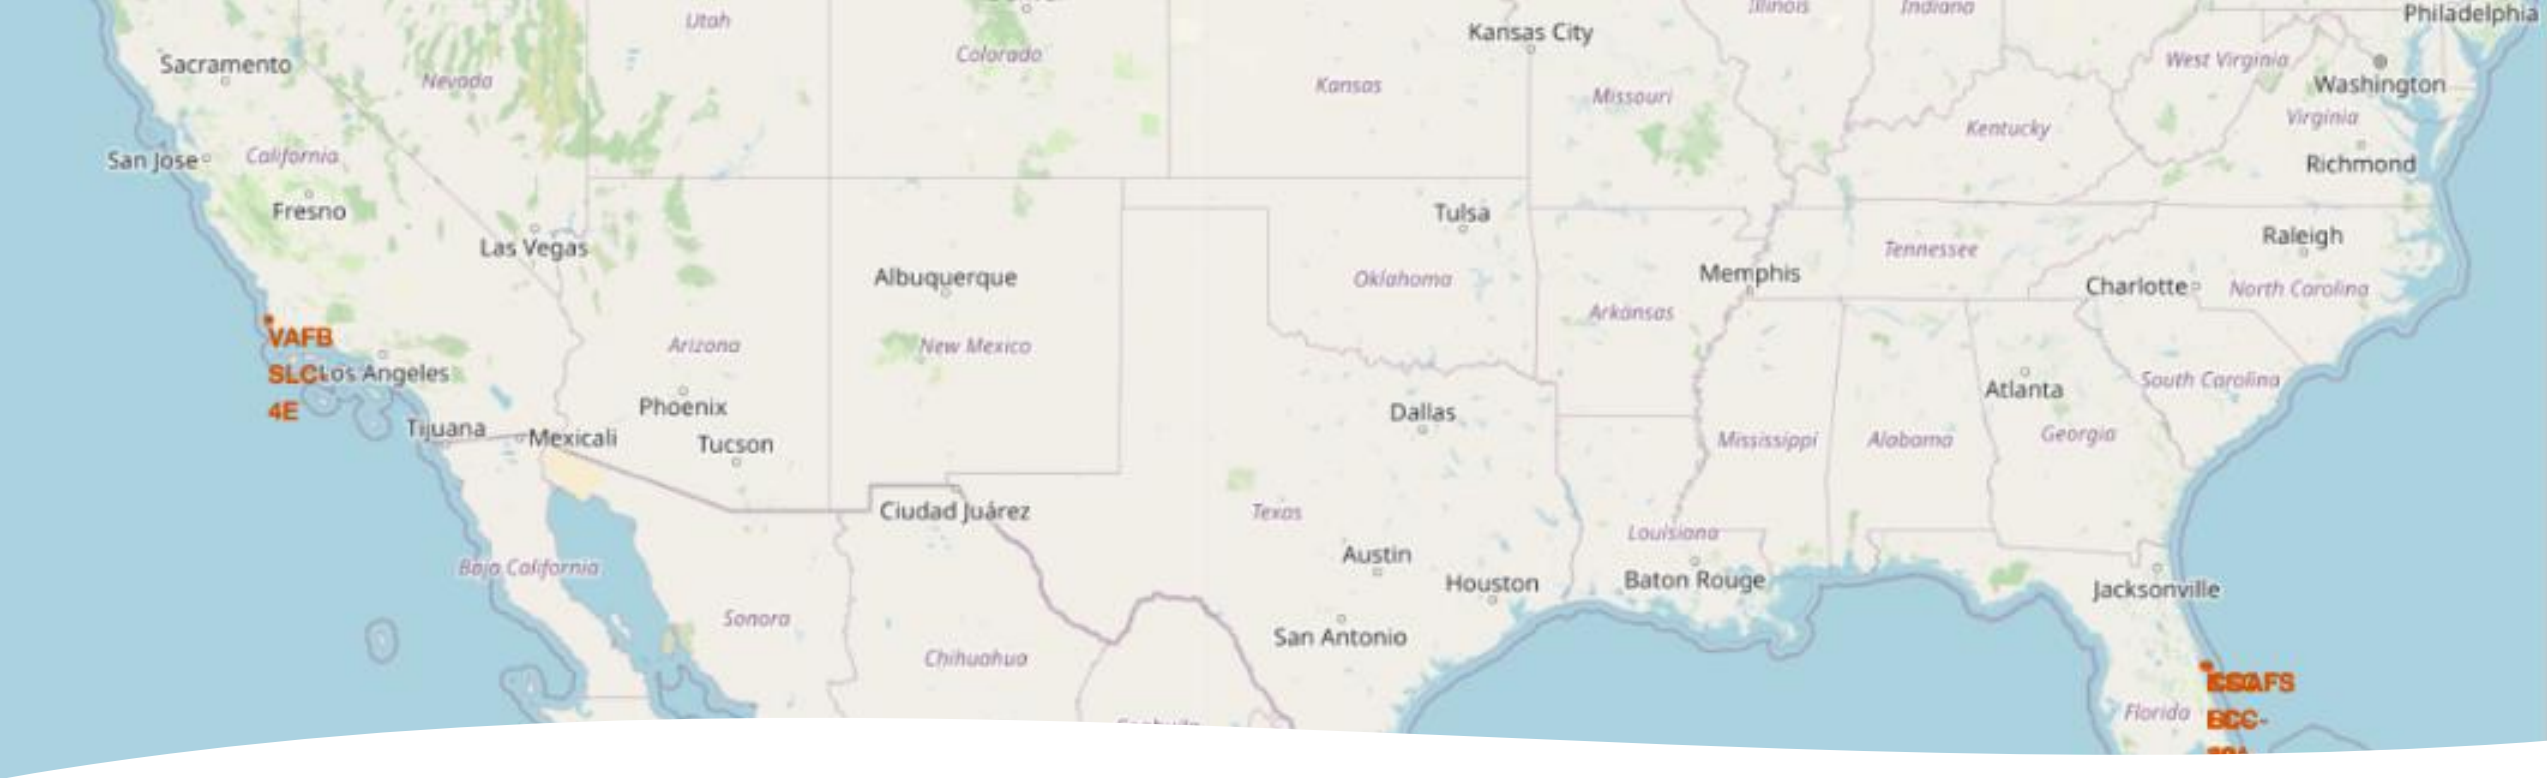 Utah
Illinois
Indiana
Philadelphia
Kansas City
Sacramento
Colorado
West Virginia
Nevada
Kansas
Missouri
Washington
Virginia
Kentucky
San Jose
California
Richmond
Fresno
Tulsa
Las Vegas
Raleigh
Tennessee
Albuquerque
Oklahoma
Memphis
Charlotte
North Carolina
Arkansas
VAFB
SLC
4E
Los Angeles
Arizona
New Mexico
South Carolina
Atlanta
Phoenix
Dallas
Tijuana
Mexicali
Tucson
Mississippi
Alabama
Georgia
Ciudad Juárez
Texas
Louisiana
Austin
Baja California
Houston
Baton Rouge
Jacksonville
Sonora
San Antonio
Chihuahua
Florida